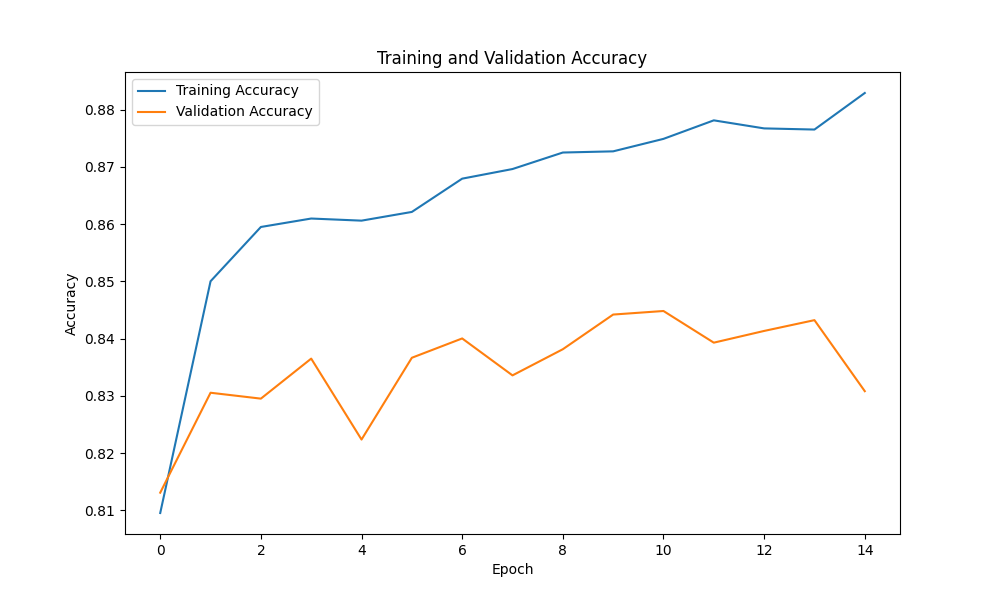 Training and Validation Accuracy
Training Accuracy
Validation Accuracy
Accuracy
0.88
0.87
0.86
0.85
0.84
0.83
0.82
0.81
0 2 4 6 8 10 12 14
Epoch